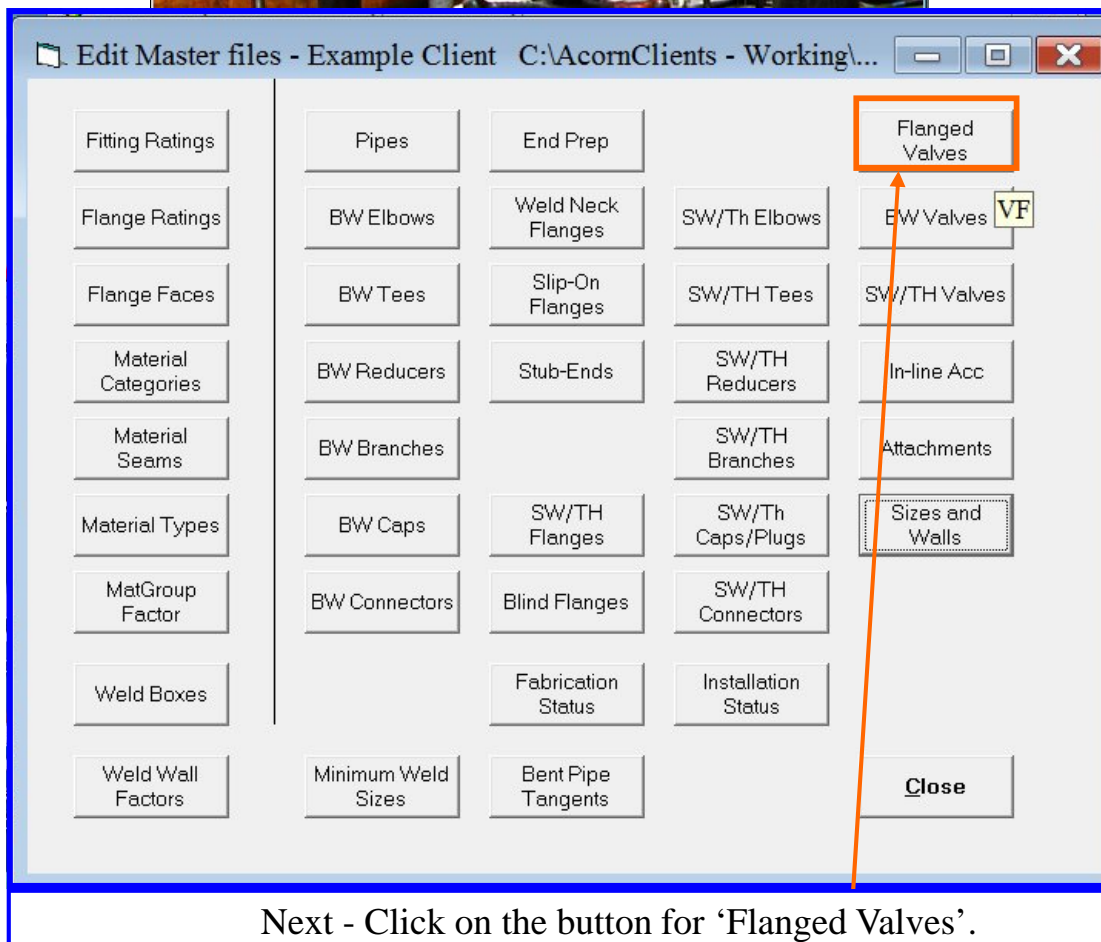 Edit Master files - Example Client C:\AcornClients - Working\...
Fitting Ratings
Pipes
End Prep
Flanged
Valves
Flange Ratings
BW Elbows
Weld Neck
Flanges
SW/Th Elbows
BW Valves
VF
Flange Faces
BW Tees
Slip-On
Flanges
SW/TH Tees
SW/TH Valves
Material
Categories
BW Reducers
Stub-Ends
SW/TH
Reducers
In-line Acc
Material
Seams
BW Branches
SW/TH
Branches
Attachments
Material Types
BW Caps
SW/TH
Flanges
SW/Th
Caps/Plugs
Sizes and
Walls
MatGroup
Factor
BW Connectors
Blind Flanges
SW/TH
Connectors
Weld Boxes
Fabrication
Status
Installation
Status
Weld Wall
Factors
Minimum Weld
Sizes
Bent Pipe
Tangents
Close
Next - Click on the button for ‘Flanged Valves’.